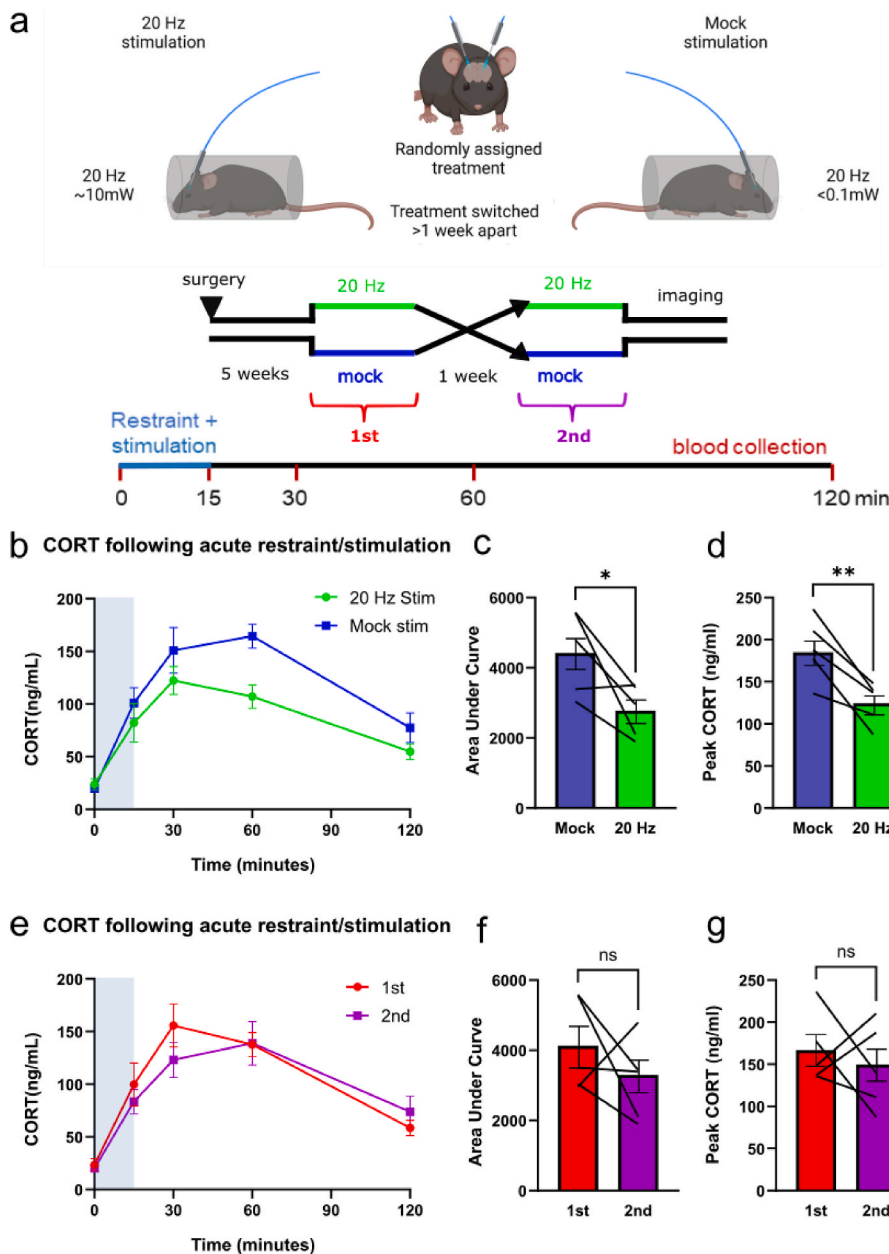 a
20 Hz
stimulation
Mock
stimulation
Randomly assigned
treatment
20 Hz
~10mW
20 Hz
<0.1mW
Treatment switched
>1 week apart
surgery
20 Hz
20 Hz
imaging
5 weeks
mock
1 week
mock
1st
2nd
Restraint +
stimulation
blood collection
0
15
30
60
120 min
b
CORT following acute restraint/stimulation
CORT(ng/mL)
200
150
100
50
0
20 Hz Stim
Mock stim
0
30
60
90
120
Time (minutes)
c
Area Under Curve
6000
4000
2000
0
*
Mock
20 Hz
d
Peak CORT (ng/ml)
250
200
150
100
50
0
**
Mock
20 Hz
e
CORT following acute restraint/stimulation
CORT(ng/mL)
200
150
100
50
0
1st
2nd
0
30
60
90
120
Time (minutes)
f
Area Under Curve
6000
4000
2000
0
ns
1st
2nd
g
Peak CORT (ng/ml)
250
200
150
100
50
0
ns
1st
2nd